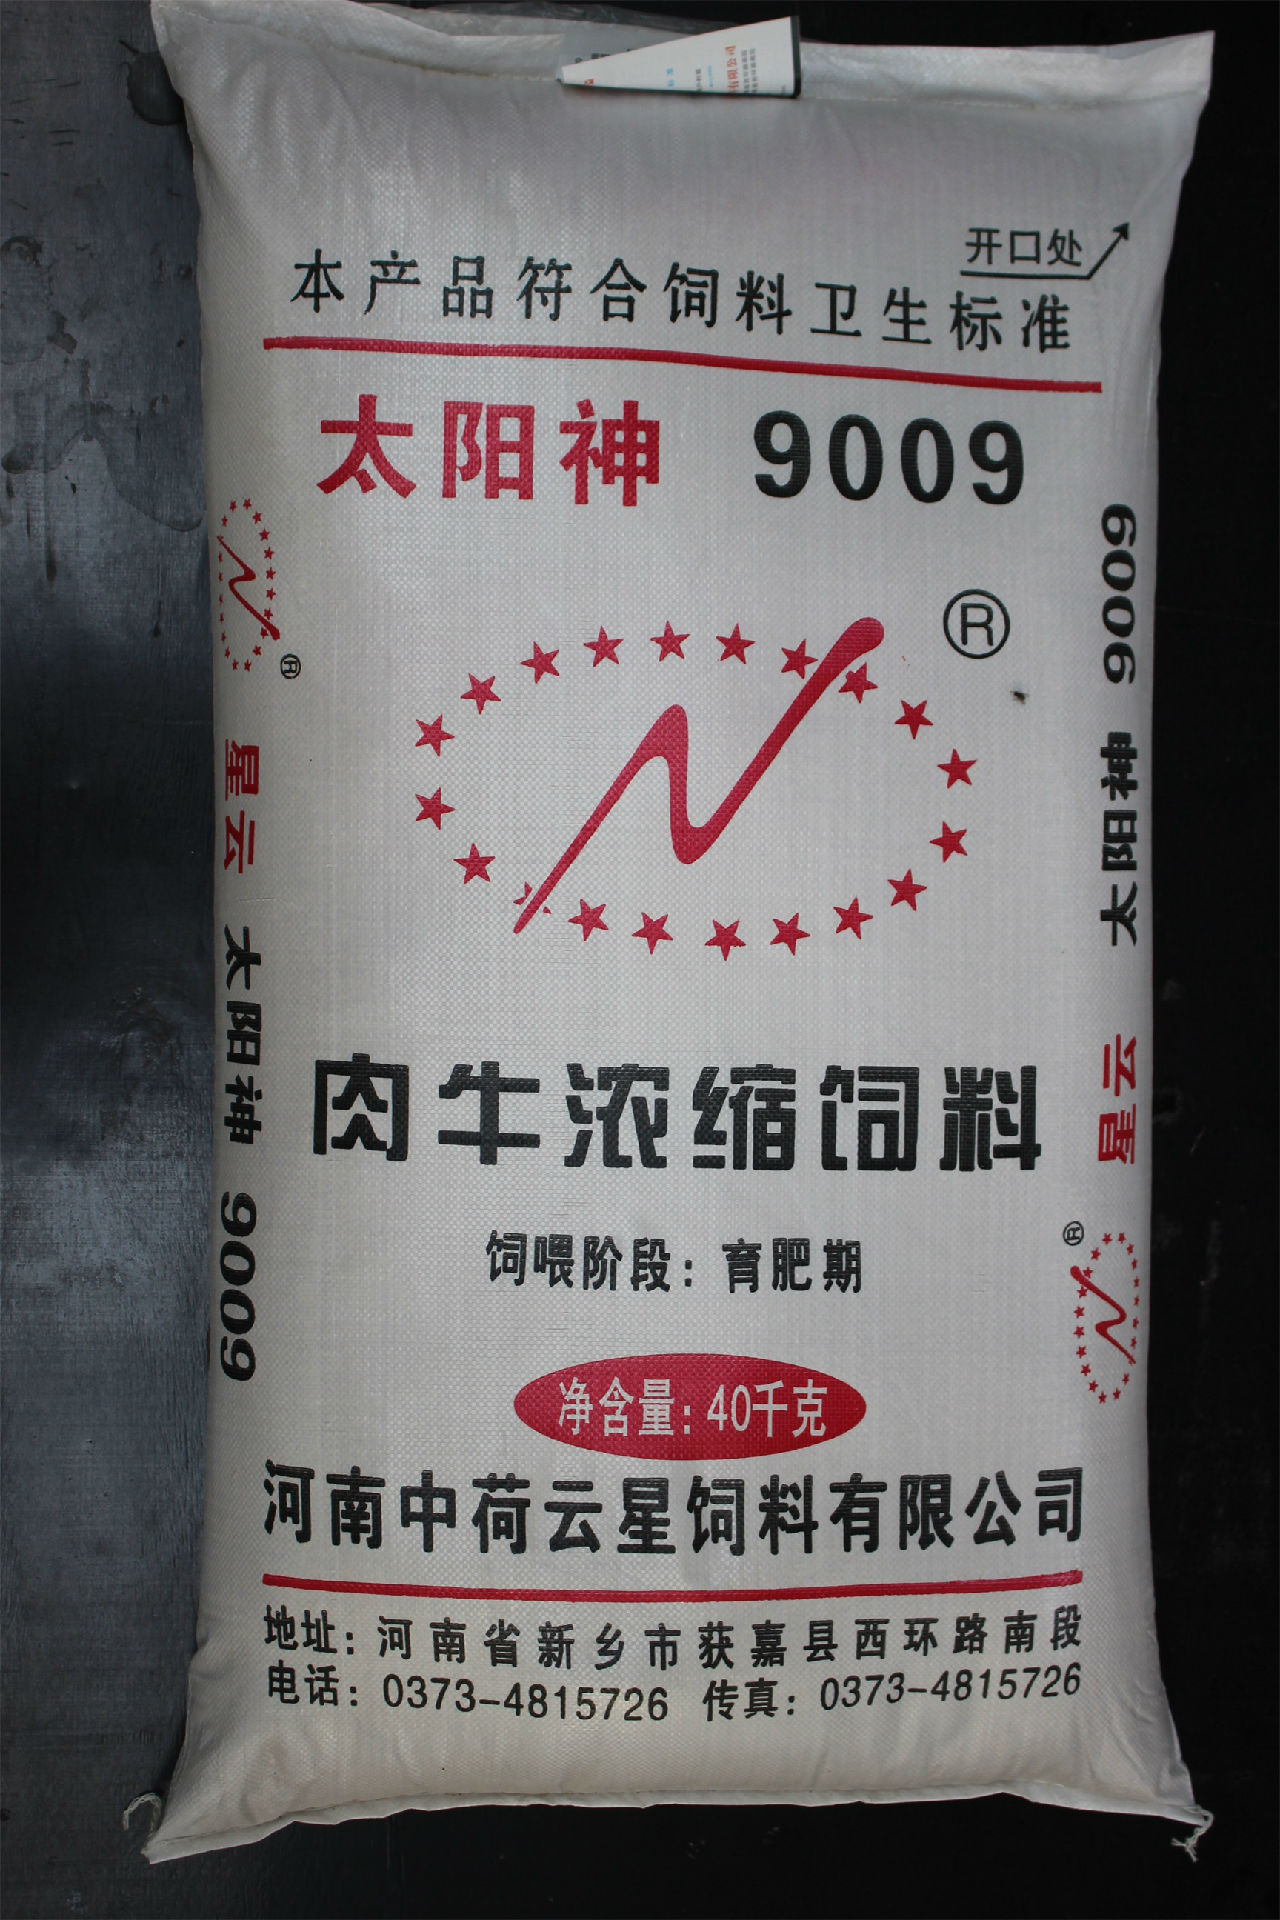 有限公司
开口处
本产品符合饲料卫生标准
太阳神 9009
®
星云 太阳神 9009
®
星云 太阳神 9009
®
肉牛浓缩饲料
饲喂阶段：育肥期
净含量：40千克
河南中荷云星饲料有限公司
地址：河南省新乡市获嘉县西环路南段
电话：0373-4815726 传真：0373-4815726